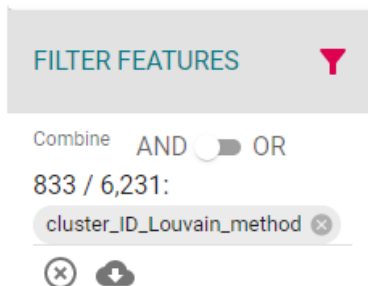 FILTER FEATURES
Combine AND OR
833 / 6,231:
cluster_ID_Louvain_method